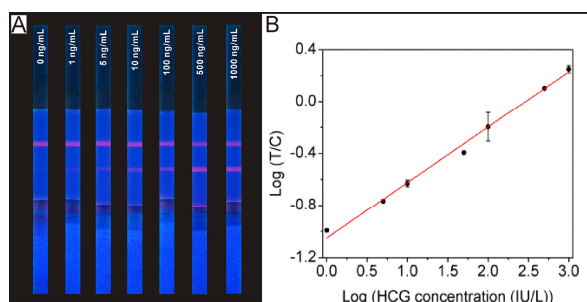 A
0 ng/mL
1 ng/mL
5 ng/mL
10 ng/mL
100 ng/mL
500 ng/mL
1000 ng/mL
B
Log (T/C)
0.4
0.0
-0.4
-0.8
-1.2
0.0 0.5 1.0 1.5 2.0 2.5 3.0
Log (HCG concentration (IU/L))